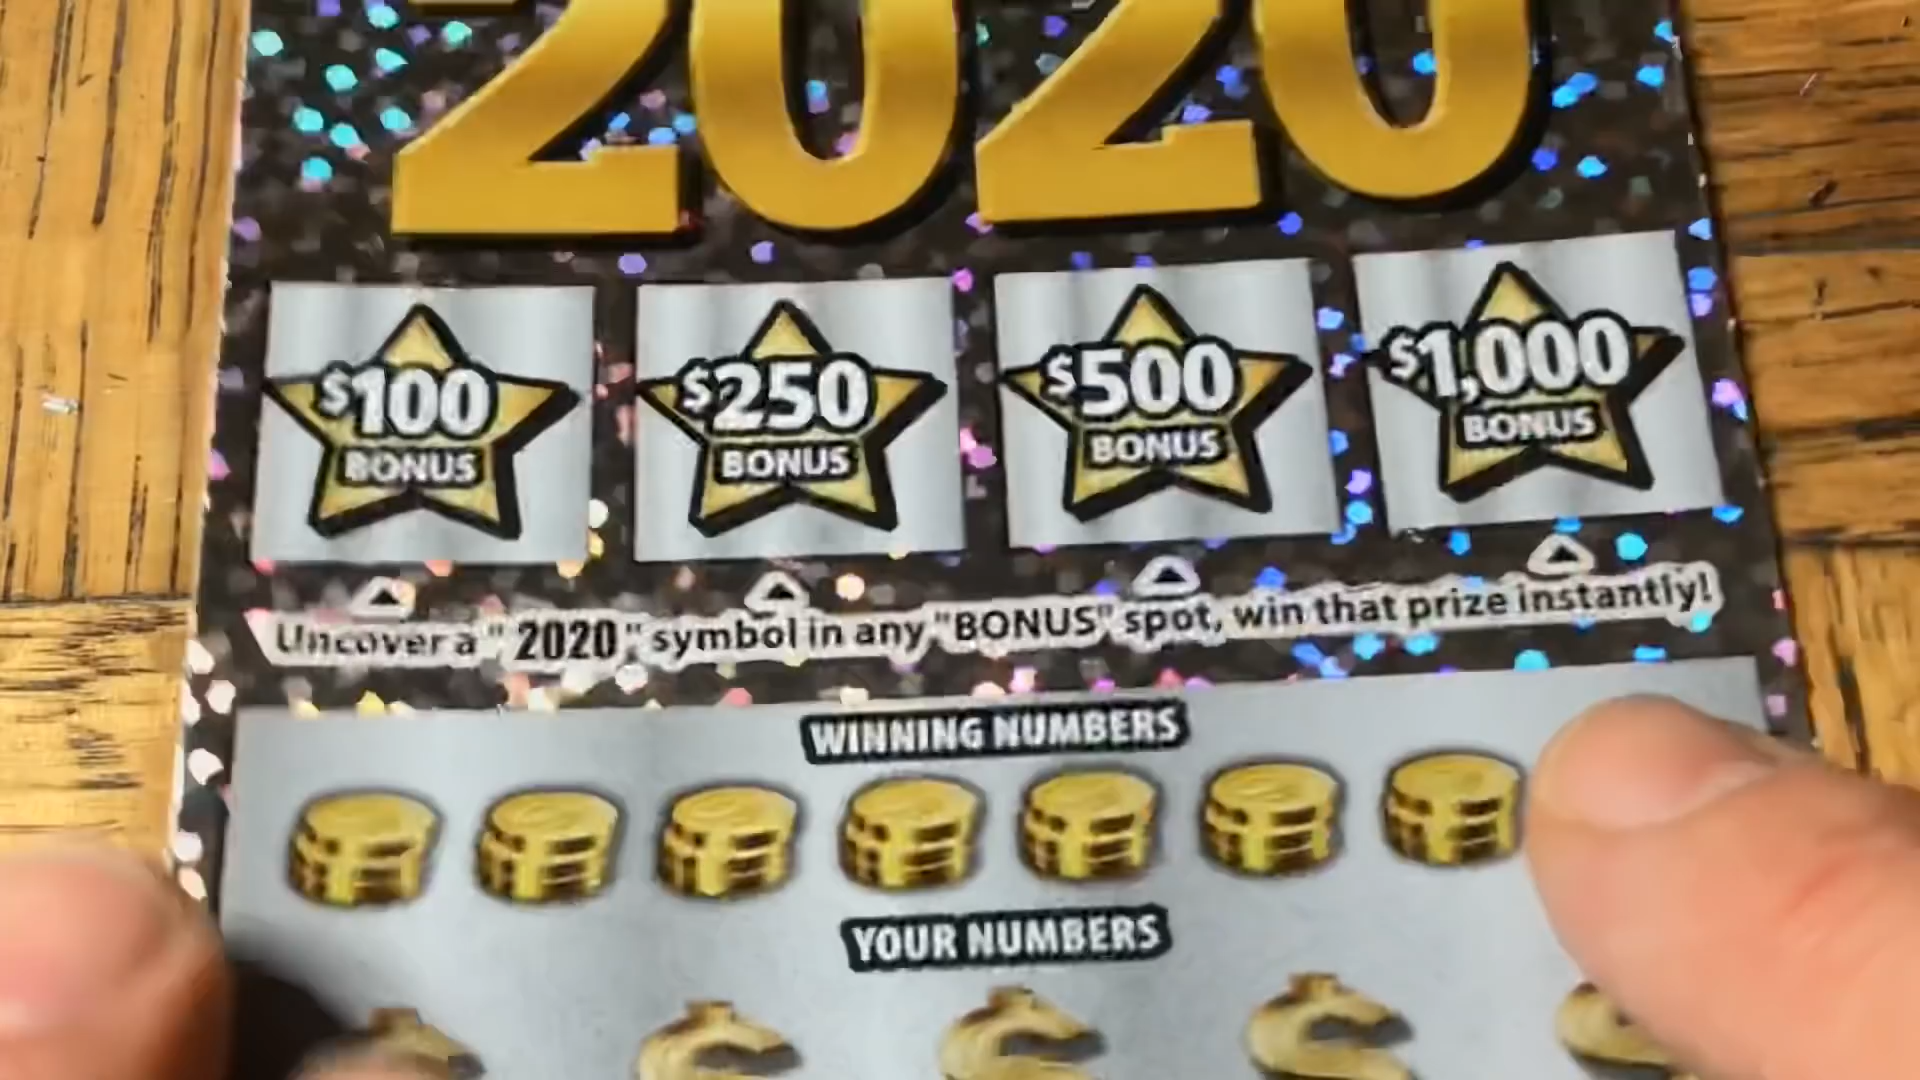 2020
$100 BONUS
$250 BONUS
$500 BONUS
$1,000 BONUS
Uncover a "2020" symbol in any "BONUS" spot, win that prize instantly!
WINNING NUMBERS
YOUR NUMBERS